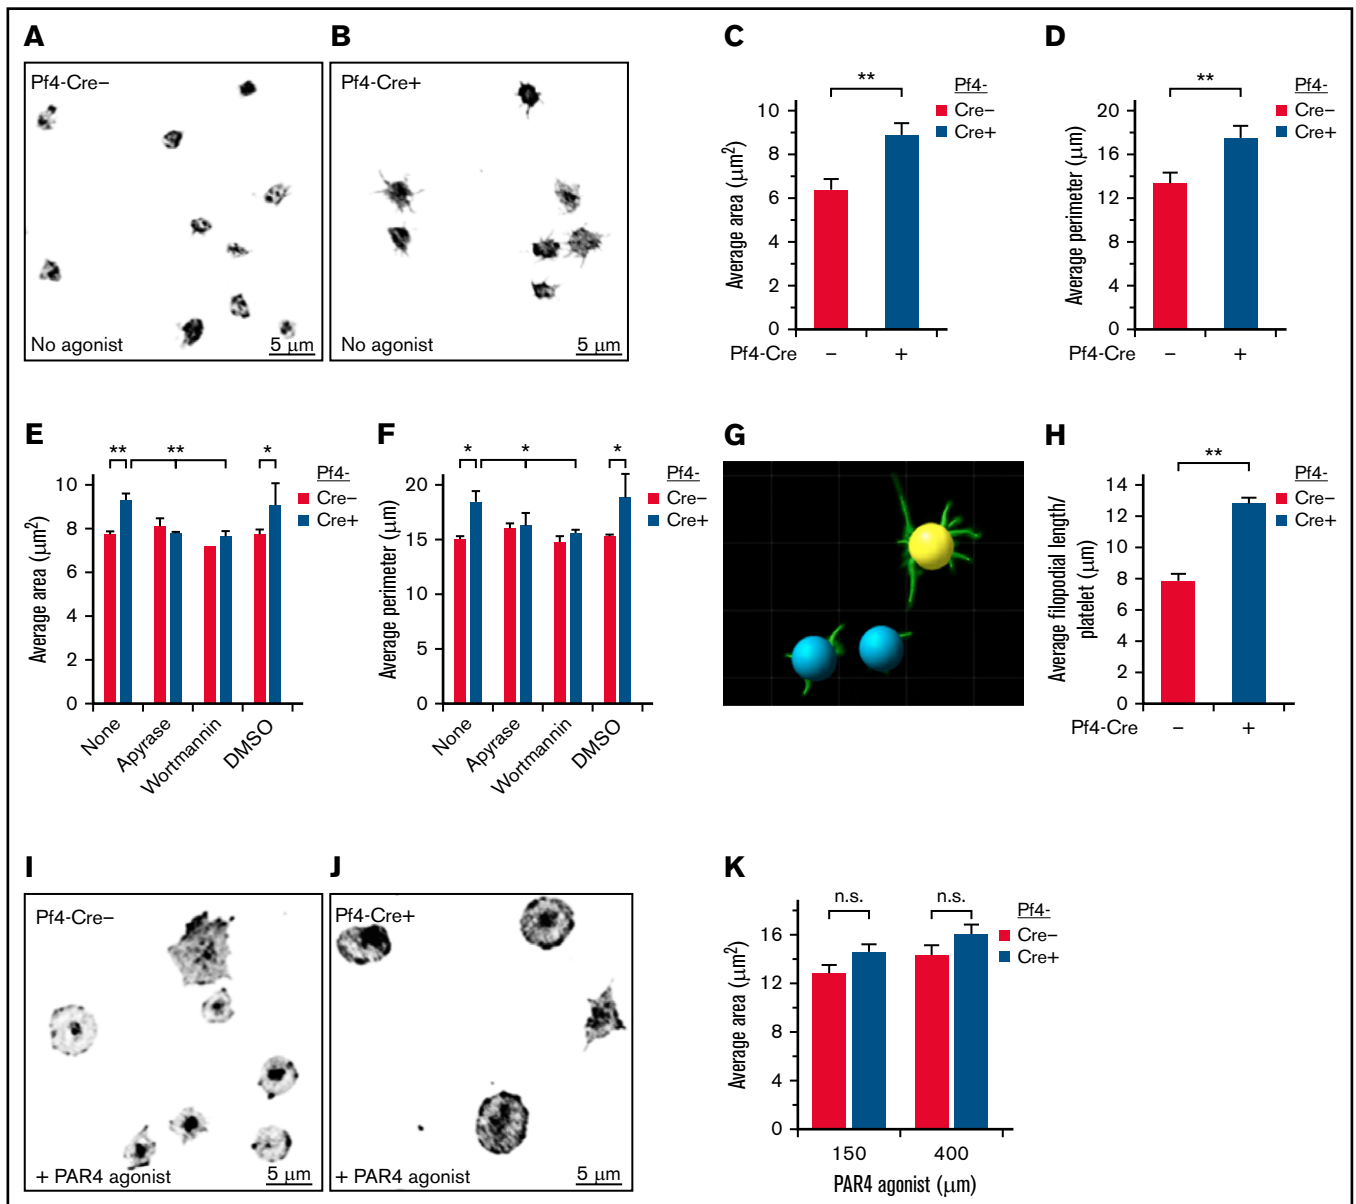 A
Pf4-Cre–
No agonist
5 μm
B
Pf4-Cre+
No agonist
5 μm
C
**
Pf4-
Cre–
Cre+
Average area (μm²)
10
8
6
4
2
0
Pf4-Cre – +
D
**
Pf4-
Cre–
Cre+
Average perimeter (μm)
20
16
12
8
4
0
Pf4-Cre – +
E
** ** *
Pf4-
Cre–
Cre+
Average area (μm²)
10
8
6
4
2
0
None Apyrase Wortmannin DMSO
F
* * *
Pf4-
Cre–
Cre+
Average perimeter (μm)
20
15
10
5
0
None Apyrase Wortmannin DMSO
G
H
**
Pf4-
Cre–
Cre+
Average filopodial length/
platelet (μm)
14
12
10
8
6
4
2
0
Pf4-Cre – +
I
Pf4-Cre–
+ PAR4 agonist
5 μm
J
Pf4-Cre+
+ PAR4 agonist
5 μm
K
n.s. n.s.
Pf4-
Cre–
Cre+
Average area (μm²)
16
12
8
4
0
150 400
PAR4 agonist (μm)